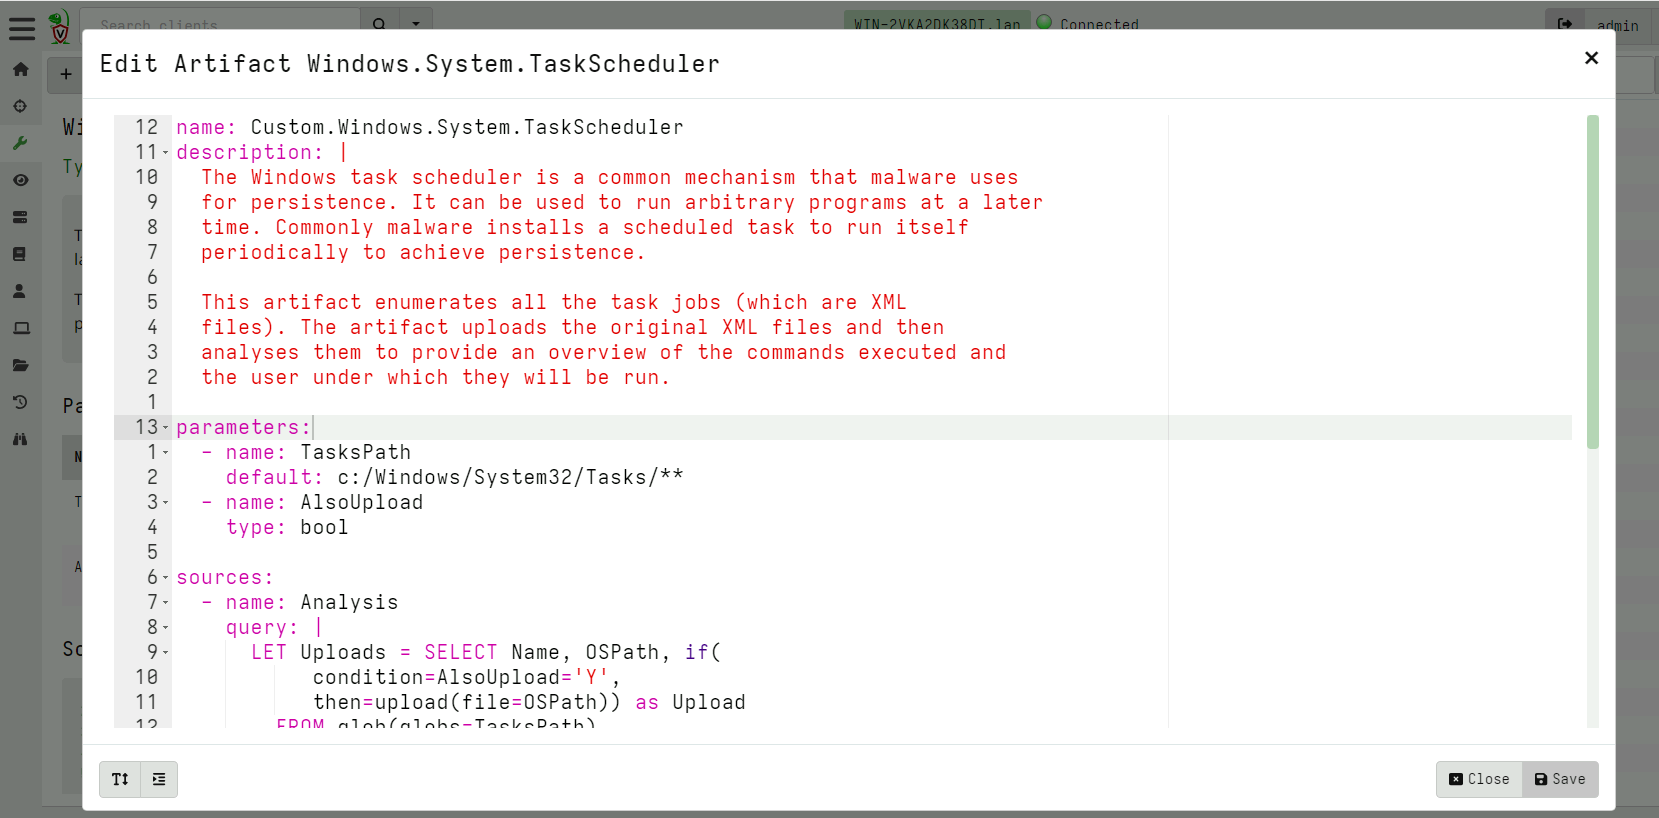 Search clients
WIN-2VKA2DK38DT.lan
Connected
admin
Edit Artifact Windows.System.TaskScheduler
12 name: Custom.Windows.System.TaskScheduler
11 description: |
10 The Windows task scheduler is a common mechanism that malware uses
9 for persistence. It can be used to run arbitrary programs at a later
8 time. Commonly malware installs a scheduled task to run itself
7 periodically to achieve persistence.
6
5 This artifact enumerates all the task jobs (which are XML
4 files). The artifact uploads the original XML files and then
3 analyses them to provide an overview of the commands executed and
2 the user under which they will be run.
1
13 parameters:
1 - name: TasksPath
2 default: c:/Windows/System32/Tasks/**
3 - name: AlsoUpload
4 type: bool
5
6 sources:
7 - name: Analysis
8 query: |
9 LET Uploads = SELECT Name, OSPath, if(
10 condition=AlsoUpload='Y',
11 then=upload(file=OSPath)) as Upload
12 FROM glob(globs=TasksPath)
Close
Save